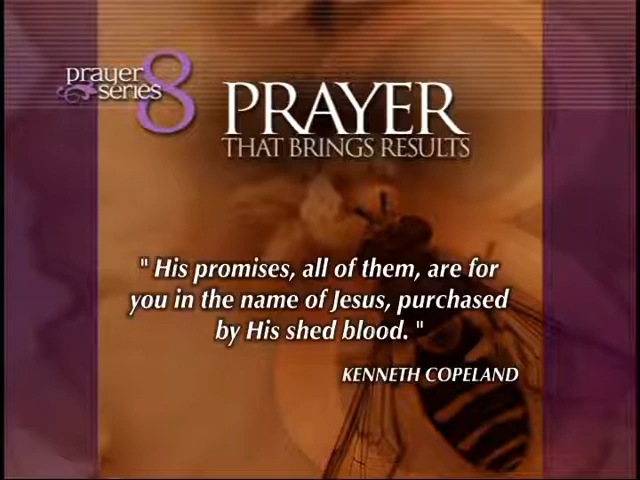 prayer
series 8
PRAYER
THAT BRINGS RESULTS
" His promises, all of them, are for
you in the name of Jesus, purchased
by His shed blood. "
KENNETH COPELAND